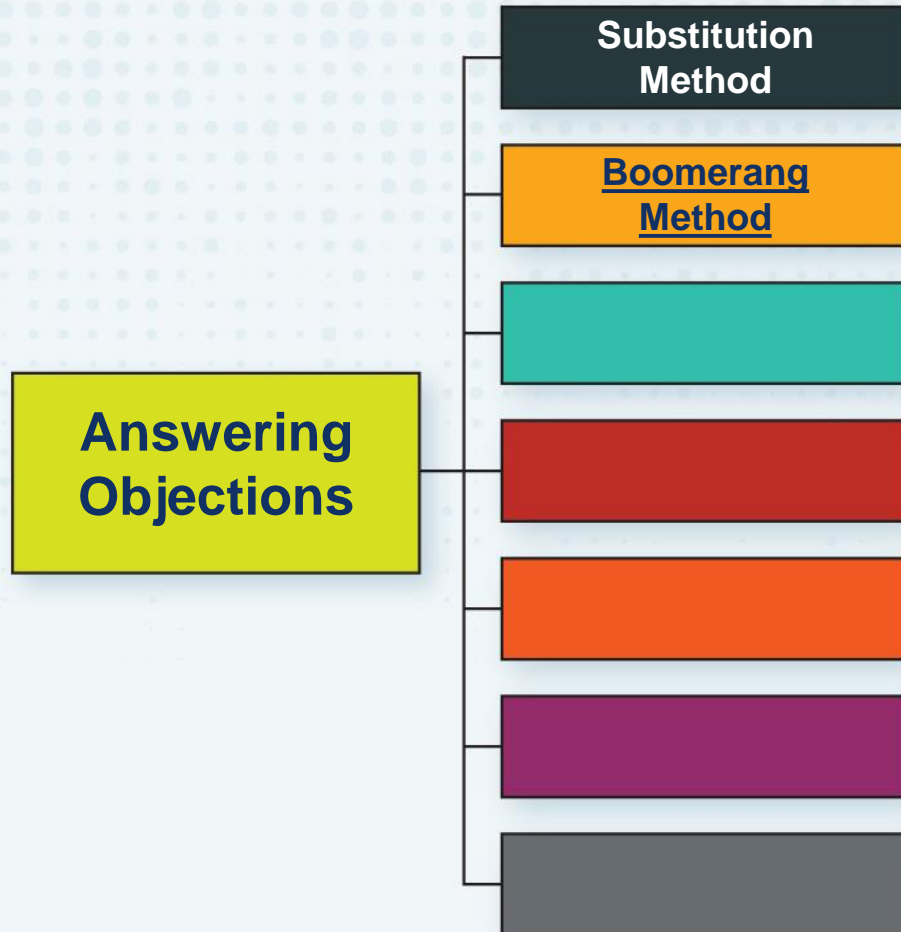 Substitution
Method
Boomerang
Method
Answering
Objections